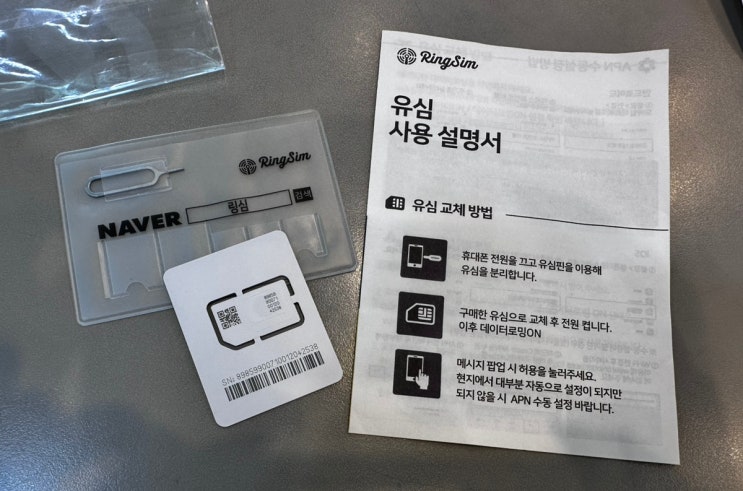 RingSim
유심
사용 설명서
유심 교체 방법
휴대폰 전원을 끄고 유심핀을 이용해
유심을 분리합니다.
구매한 유심으로 교체 후 전원 켭니다.
이후 데이터로밍ON
메시지 팝업 시 허용을 눌러주세요.
현지에서 대부분 자동으로 설정이 되지만
되지 않을 시 APN 수동 설정 바랍니다.
RingSim
NAVER 링심 검색
SN: 89859900710012042538